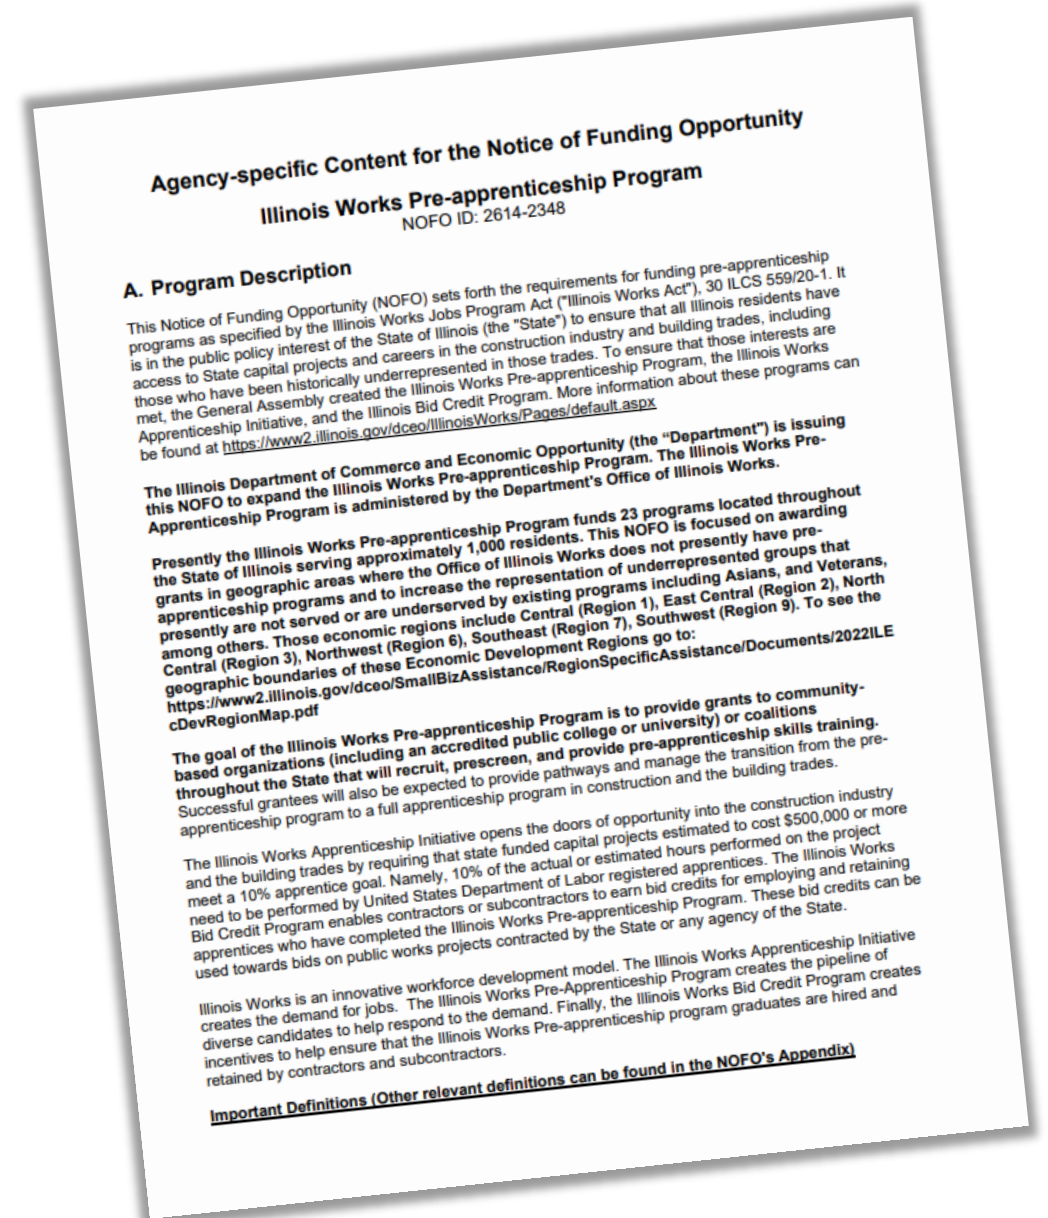 Agency-specific Content for the Notice of Funding Opportunity
Illinois Works Pre-apprenticeship Program
NOFO ID: 2614-2348
A. Program Description
This Notice of Funding Opportunity (NOFO) sets forth the requirements for funding pre-apprenticeship
programs as specified by the Illinois Works Jobs Program Act ("Illinois Works Act"), 30 ILCS 559/20-1. It
is in the public policy interest of the State of Illinois (the "State") to ensure that all Illinois residents have
access to State capital projects and careers in the construction industry and building trades, including
those who have been historically underrepresented in those trades. To ensure that those interests are
met, the General Assembly created the Illinois Works Pre-apprenticeship Program, the Illinois Works
Apprenticeship Initiative, and the Illinois Bid Credit Program. More information about these programs can
be found at https://www2.illinois.gov/dceo/IllinoisWorks/Pages/default.aspx
The Illinois Department of Commerce and Economic Opportunity (the “Department") is issuing
this NOFO to expand the Illinois Works Pre-apprenticeship Program. The Illinois Works Pre-
Apprenticeship Program is administered by the Department's Office of Illinois Works.
Presently the Illinois Works Pre-apprenticeship Program funds 23 programs located throughout
the State of Illinois serving approximately 1,000 residents. This NOFO is focused on awarding
grants in geographic areas where the Office of Illinois Works does not presently have pre-
apprenticeship programs and to increase the representation of underrepresented groups that
presently are not served or are underserved by existing programs including Asians, and Veterans,
among others. Those economic regions include Central (Region 1), East Central (Region 2), North
Central (Region 3), Northwest (Region 6), Southeast (Region 7), Southwest (Region 9). To see the
geographic boundaries of these Economic Development Regions go to:
https://www2.illinois.gov/dceo/SmallBizAssistance/RegionSpecificAssistance/Documents/2022ILE
cDevRegionMap.pdf
The goal of the Illinois Works Pre-apprenticeship Program is to provide grants to community-
based organizations (including an accredited public college or university) or coalitions
throughout the State that will recruit, prescreen, and provide pre-apprenticeship skills training.
Successful grantees will also be expected to provide pathways and manage the transition from the pre-
apprenticeship program to a full apprenticeship program in construction and the building trades.
The Illinois Works Apprenticeship Initiative opens the doors of opportunity into the construction industry
and the building trades by requiring that state funded capital projects estimated to cost $500,000 or more
meet a 10% apprentice goal. Namely, 10% of the actual or estimated hours performed on the project
need to be performed by United States Department of Labor registered apprentices. The Illinois Works
Bid Credit Program enables contractors or subcontractors to earn bid credits for employing and retaining
apprentices who have completed the Illinois Works Pre-apprenticeship Program. These bid credits can be
used towards bids on public works projects contracted by the State or any agency of the State.
Illinois Works is an innovative workforce development model. The Illinois Works Apprenticeship Initiative
creates the demand for jobs.  The Illinois Works Pre-Apprenticeship Program creates the pipeline of
diverse candidates to help respond to the demand. Finally, the Illinois Works Bid Credit Program creates
incentives to help ensure that the Illinois Works Pre-apprenticeship program graduates are hired and
retained by contractors and subcontractors.
Important Definitions (Other relevant definitions can be found in the NOFO's Appendix)